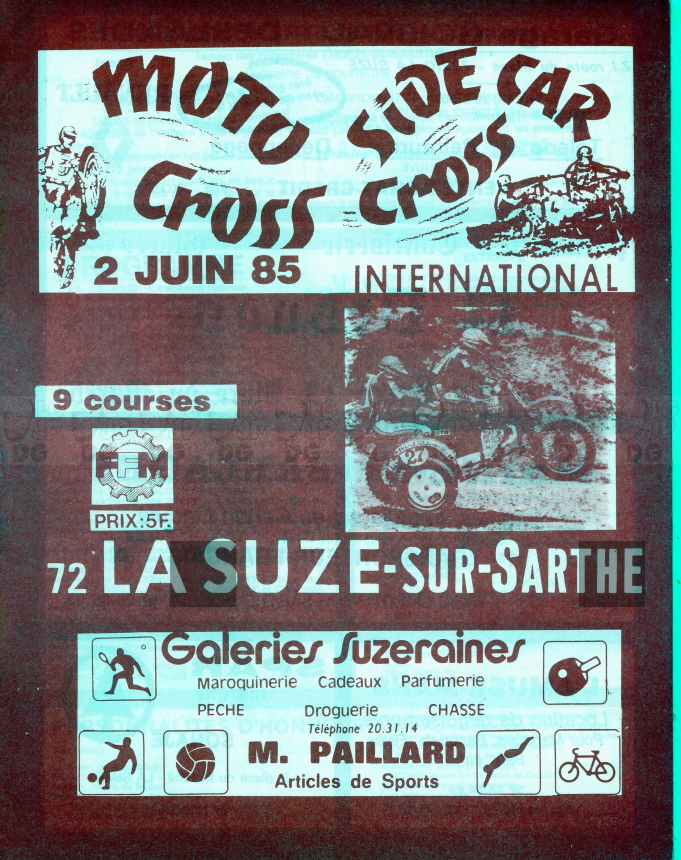 MOTO CROSS
SIDE CAR CROSS
2 JUIN 85
INTERNATIONAL
9 courses
27
FFM
PRIX:5F.
72 LA SUZE-SUR-SARTHE
Galeries Suzeraines
Maroquinerie Cadeaux Parfumerie
PECHE Droguerie CHASSE
Téléphone 20.31.14
M. PAILLARD
Articles de Sports